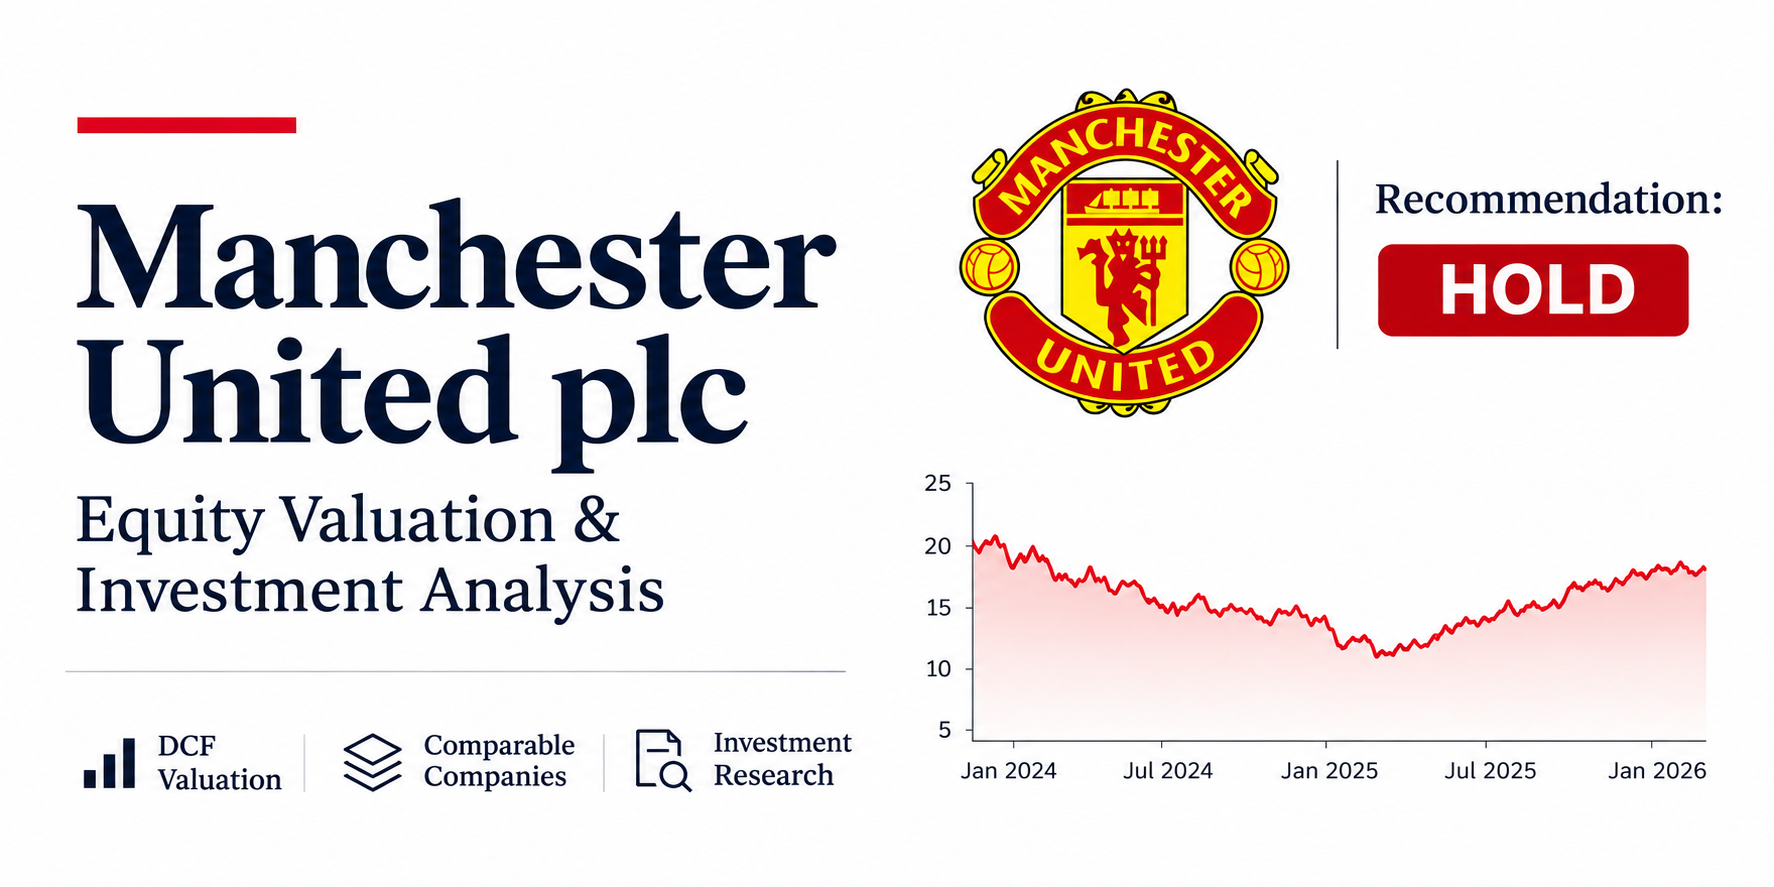 Manchester
United plc
Equity Valuation &
Investment Analysis
DCF
Valuation
Comparable
Companies
Investment
Research
MANCHESTER
UNITED
Recommendation:
HOLD
25
20
15
10
5
Jan 2024
Jul 2024
Jan 2025
Jul 2025
Jan 2026